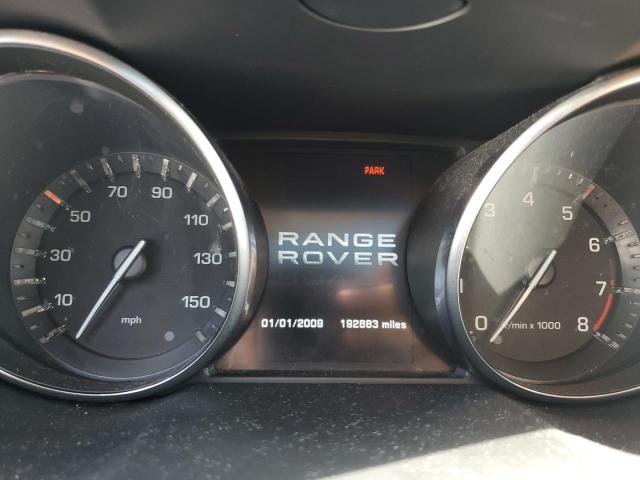 PARK
RANGE
ROVER
01/01/2009 192683 miles
10 30 50 70 90 110 130 150
mph
0 3 4 5 6 7 8
/min x 1000